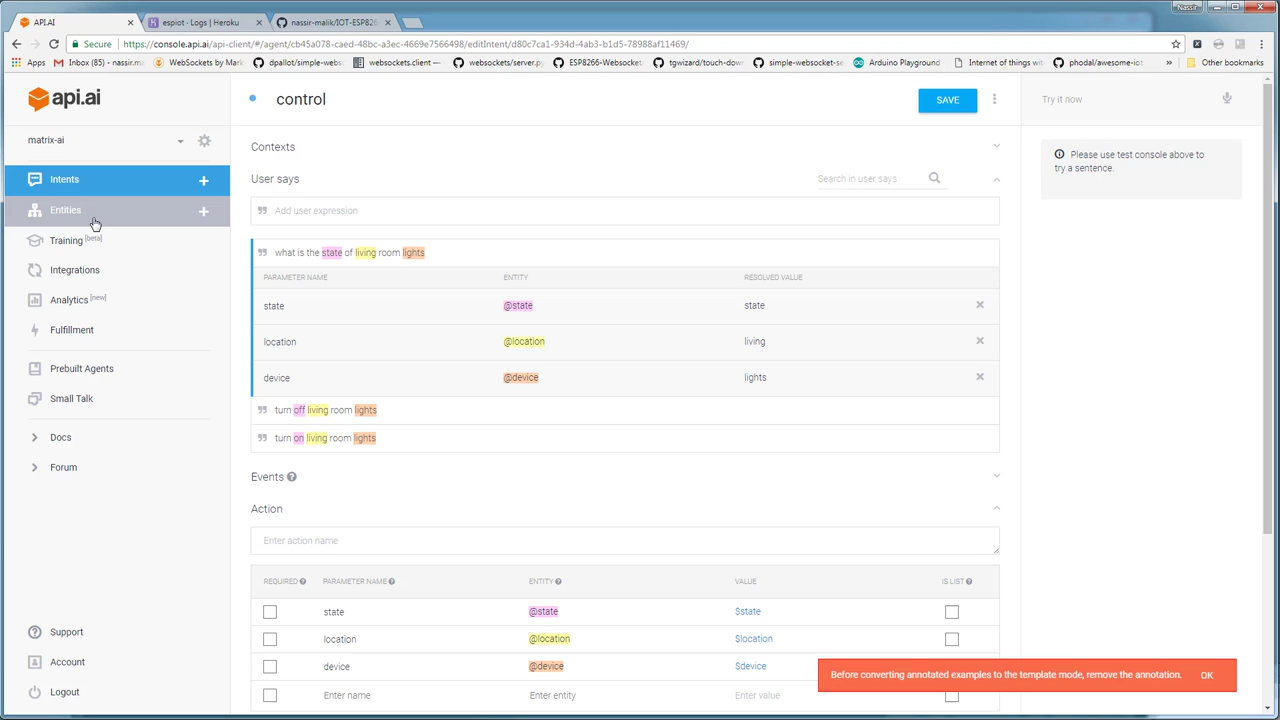 Nassir
API.AI
espiot · Logs | Heroku
nassir-malik/IOT-ESP826
Secure
https://console.api.ai/api-client/#/agent/cb45a078-caed-48bc-a3ec-4669e7566498/editIntent/d80c7ca1-934d-4ab3-b1d5-78988af11469/
Apps
Inbox (85) - nassir.m
WebSockets by Mark
dpallot/simple-webso
websockets.client —
websockets/server.py
ESP8266-Websocket
tgwizard/touch-down
simple-websocket-se
Arduino Playground
Internet of things wit
phodal/awesome-iot
»
Other bookmarks
api.ai
control
SAVE
Try it now
matrix-ai
Contexts
Please use test console above to
try a sentence.
Intents
+
User says
Search in user says
Entities
+
Add user expression
Training [beta]
what is the state of living room lights
Integrations
PARAMETER NAME
ENTITY
RESOLVED VALUE
Analytics [new]
state
@state
state
Fulfillment
location
@location
living
Prebuilt Agents
device
@device
lights
Small Talk
turn off living room lights
Docs
turn on living room lights
Forum
Events
Action
Enter action name
REQUIRED
PARAMETER NAME
ENTITY
VALUE
IS LIST
state
@state
$state
Support
location
@location
$location
Account
device
@device
$device
Before converting annotated examples to the template mode, remove the annotation.
OK
Logout
Enter name
Enter entity
Enter value